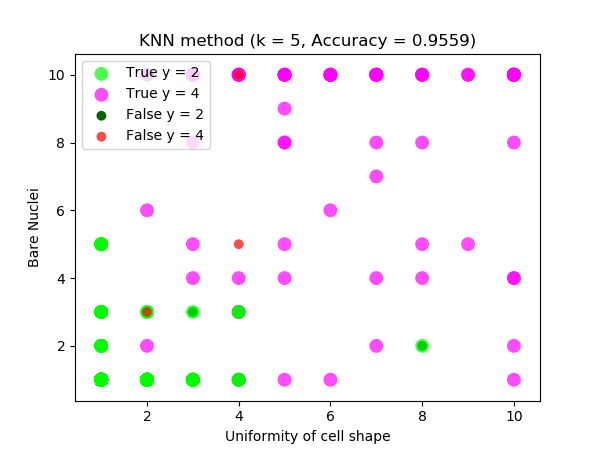 KNN method (k = 5, Accuracy = 0.9559)
True y = 2
True y = 4
False y = 2
False y = 4
10
8
6
4
2
Bare Nuclei
2 4 6 8 10
Uniformity of cell shape